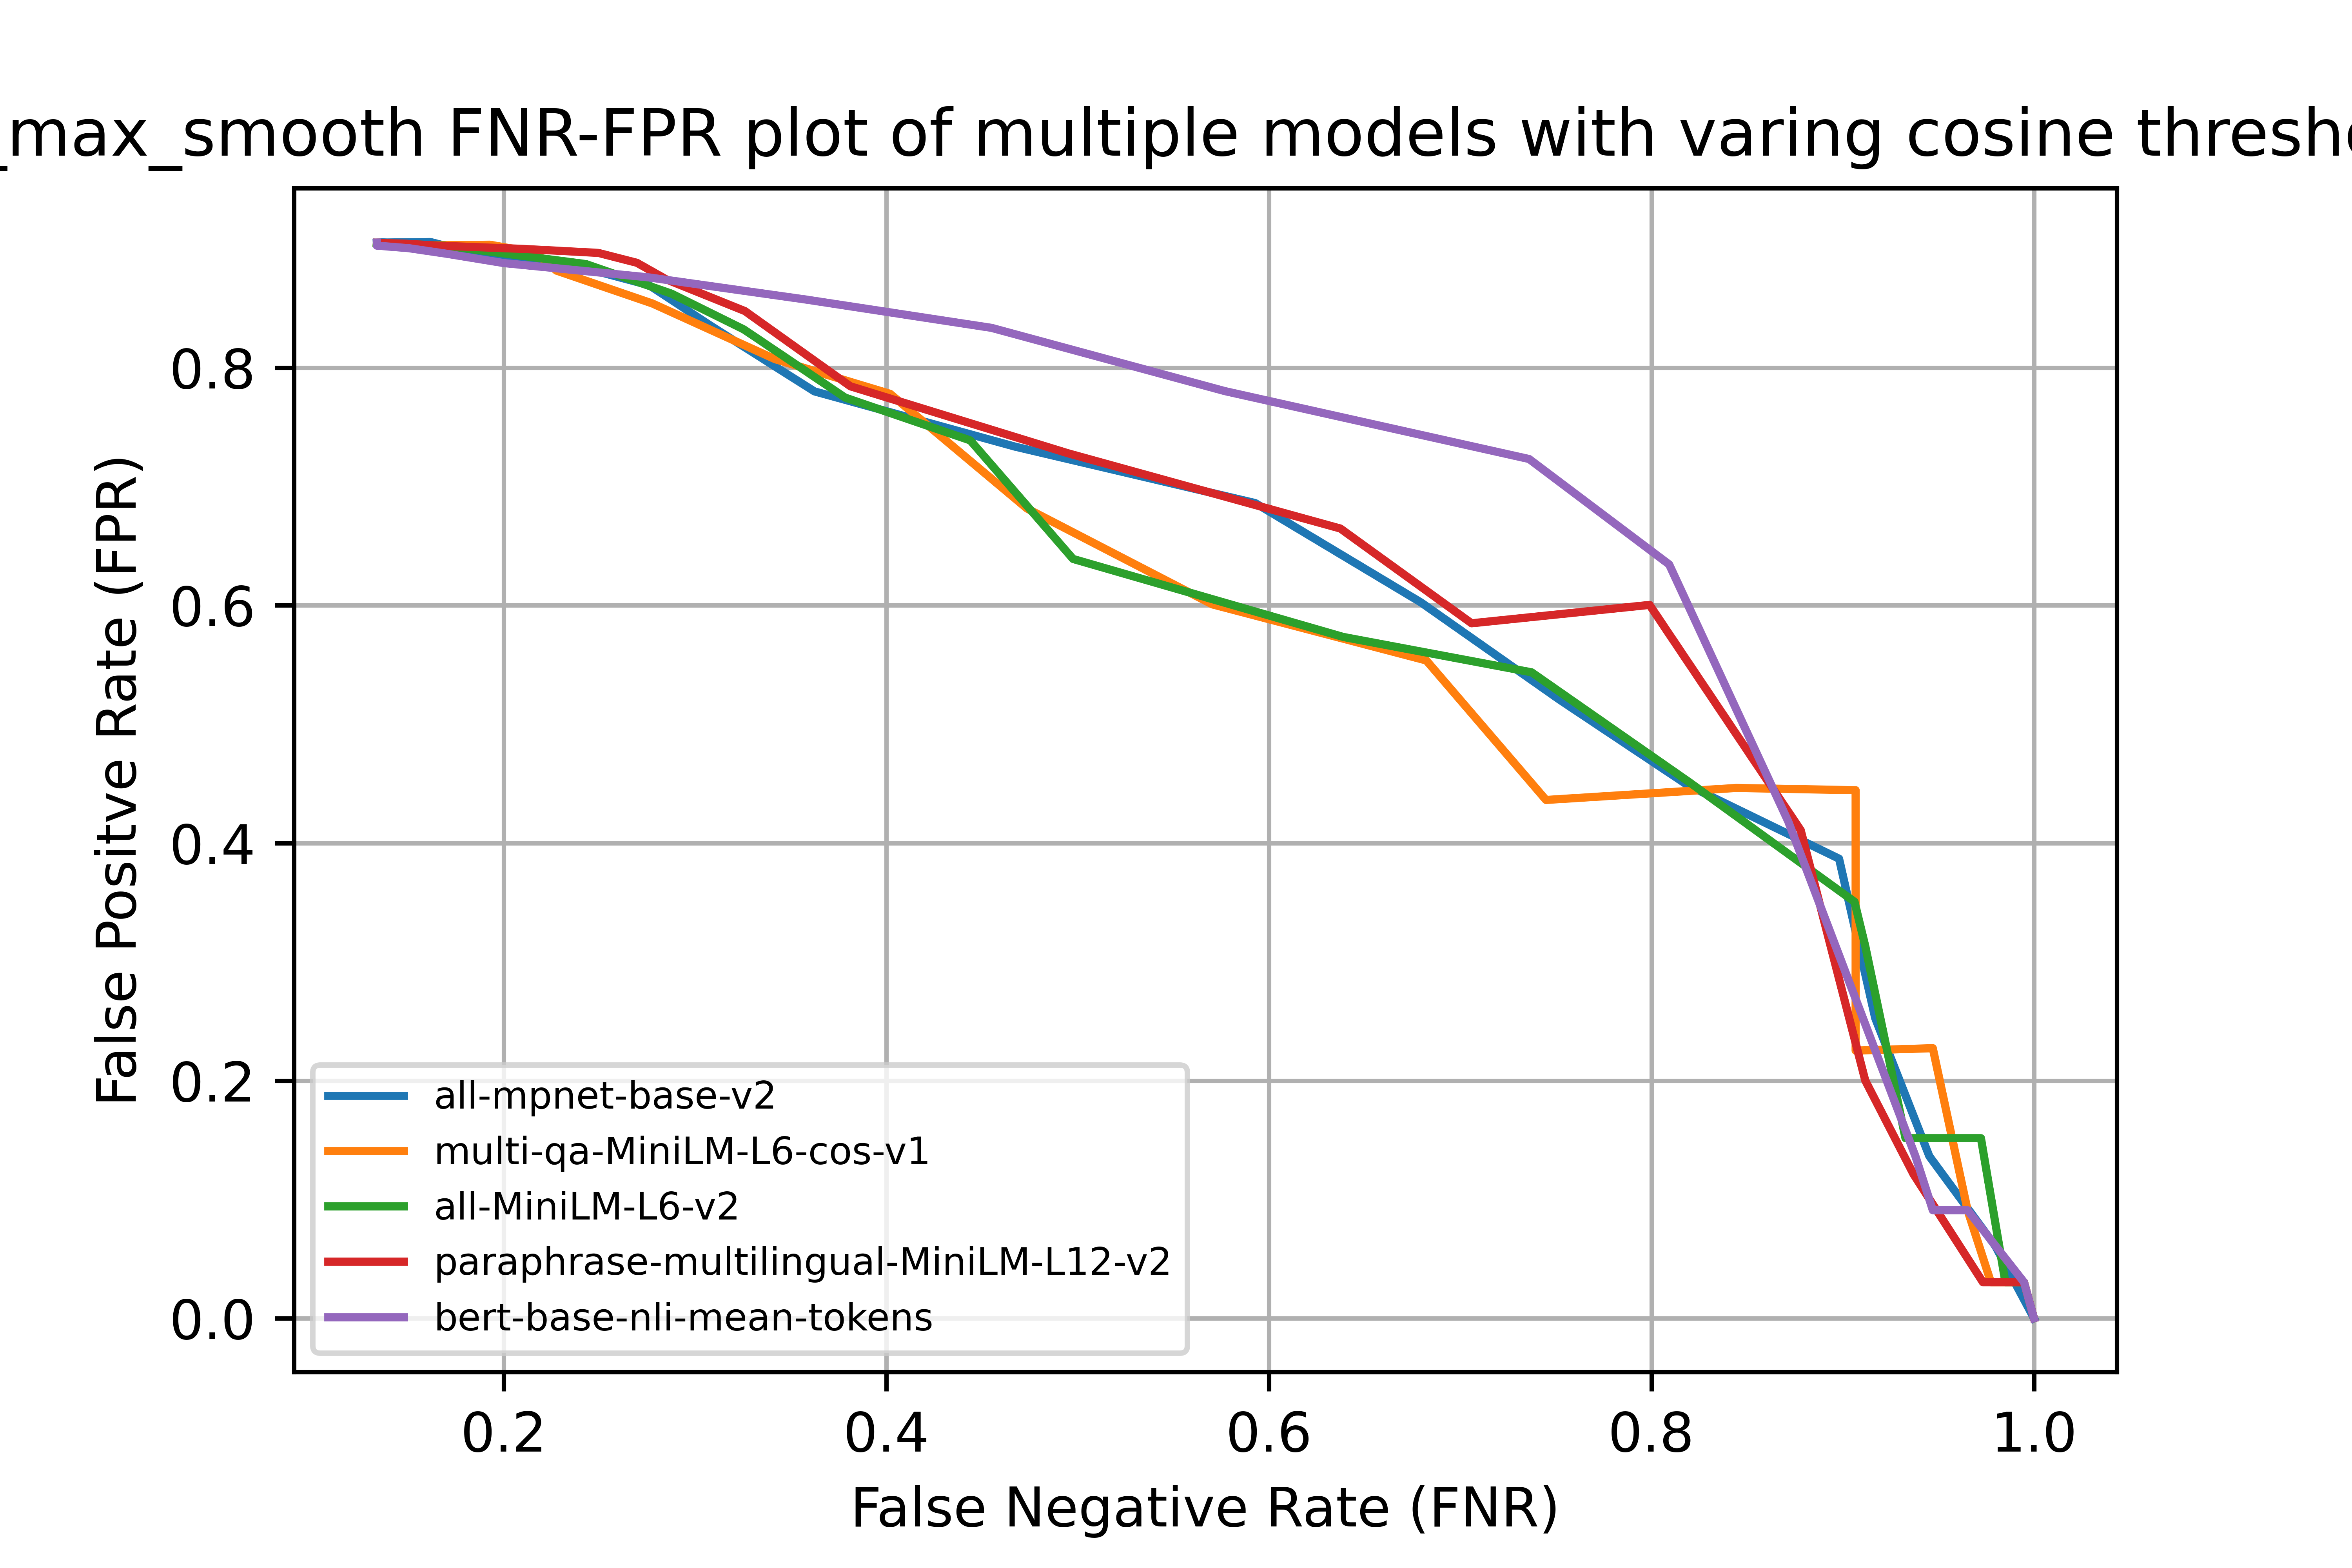 _max_smooth FNR-FPR plot of multiple models with varing cosine
False Positve Rate (FPR)
0.8
0.6
0.4
0.2
0.0
all-mpnet-base-v2
multi-qa-MiniLM-L6-cos-v1
all-MiniLM-L6-v2
paraphrase-multilingual-MiniLM-L12-v2
bert-base-nli-mean-tokens
0.2 0.4 0.6 0.8 1.0
False Negative Rate (FNR)